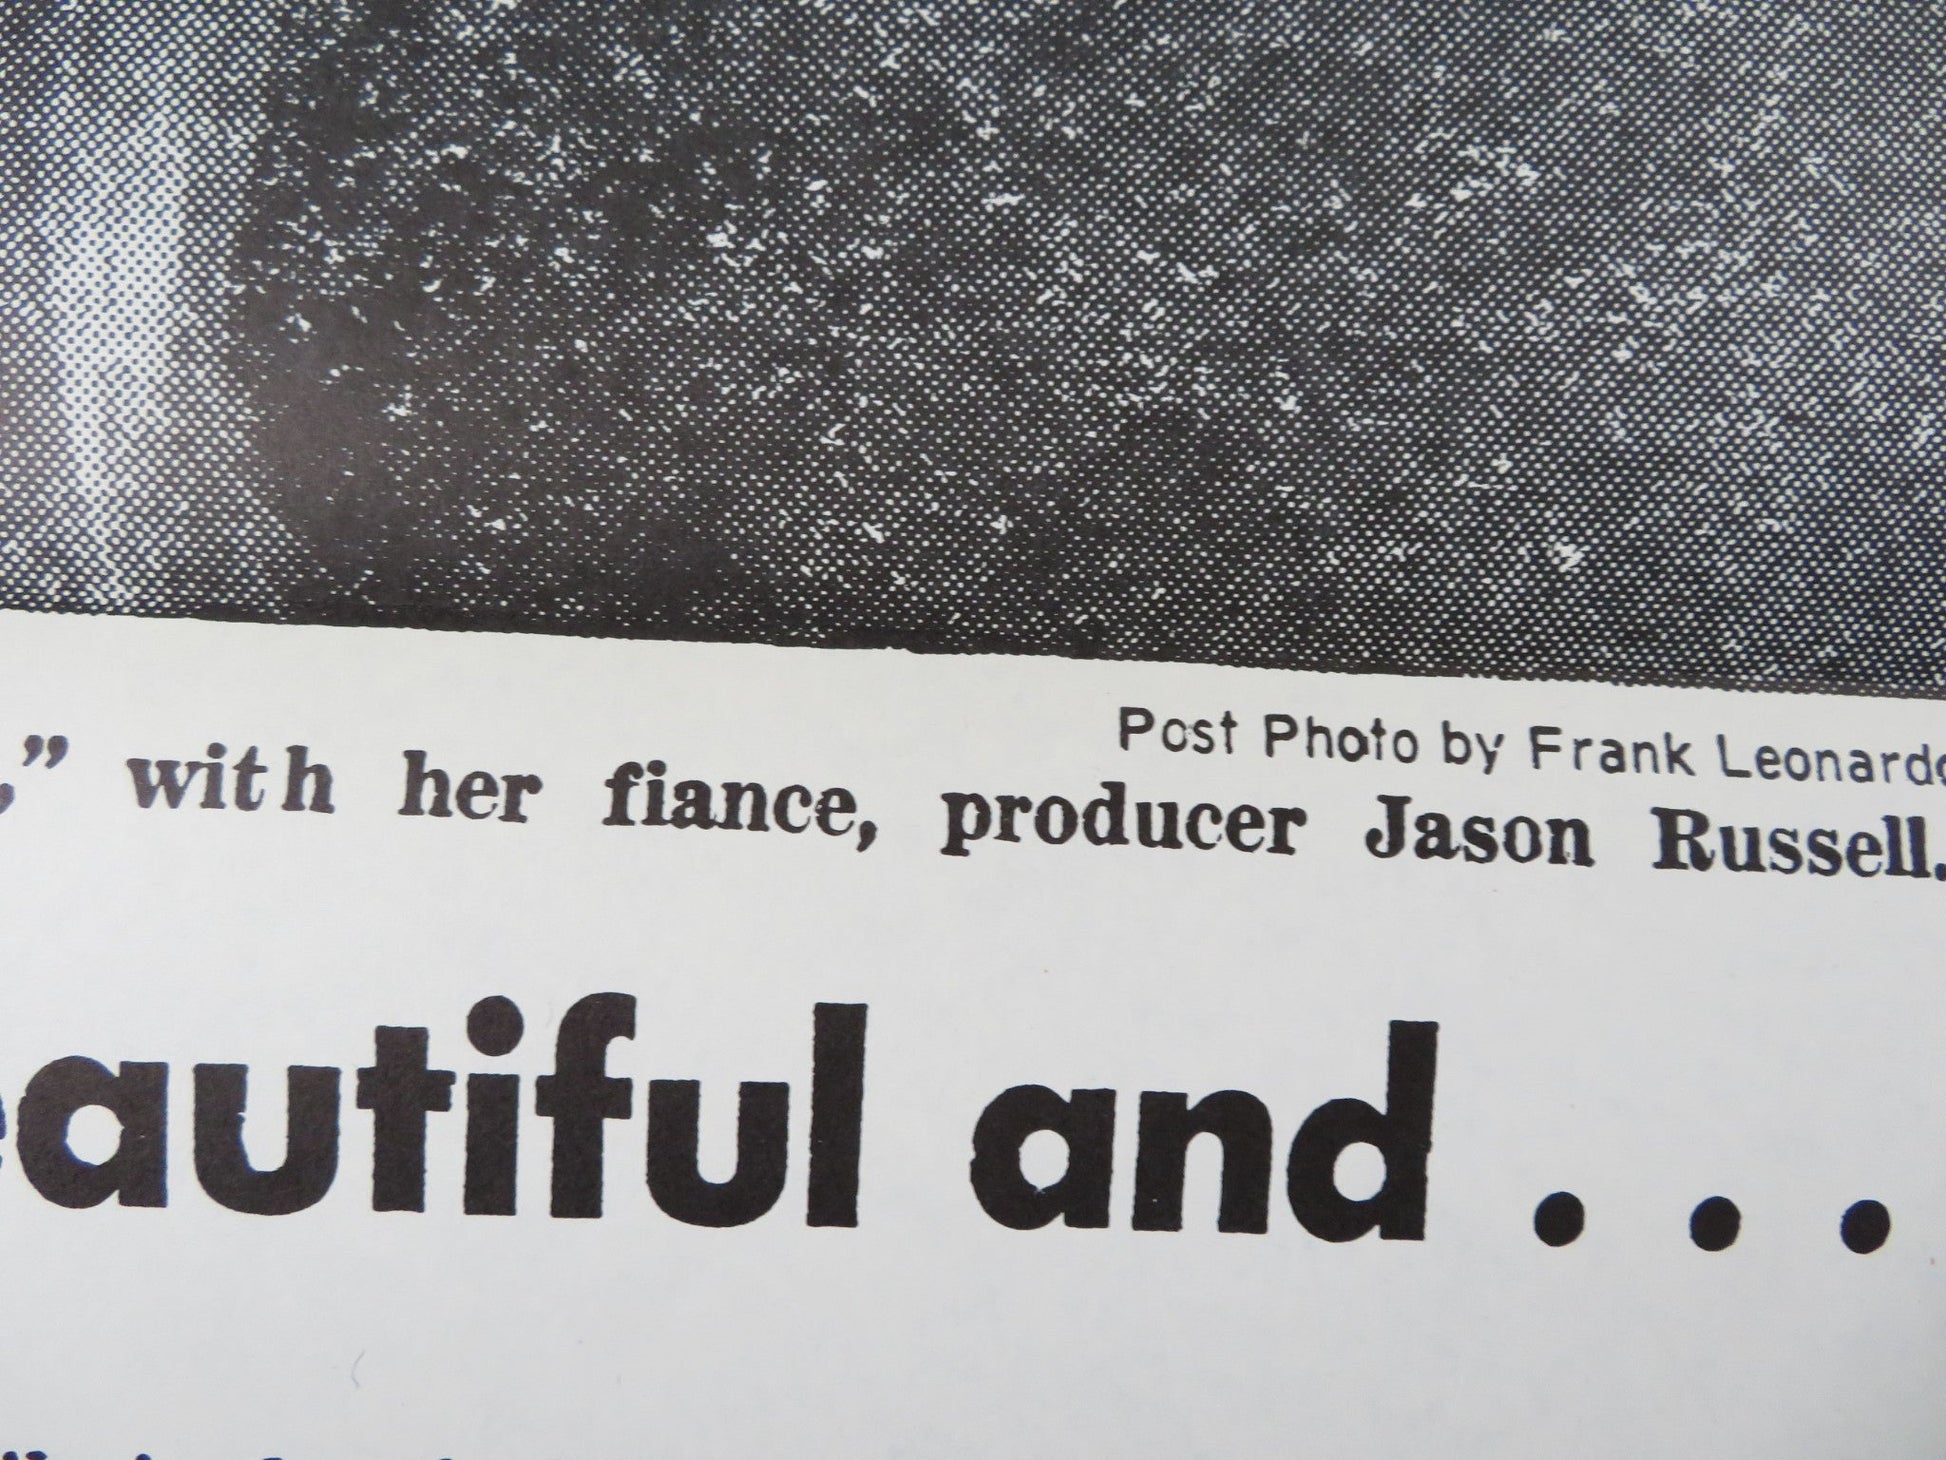 Post Photo by Frank Leonardo
," with her fiance, producer Jason Russell.
eautiful and . . .